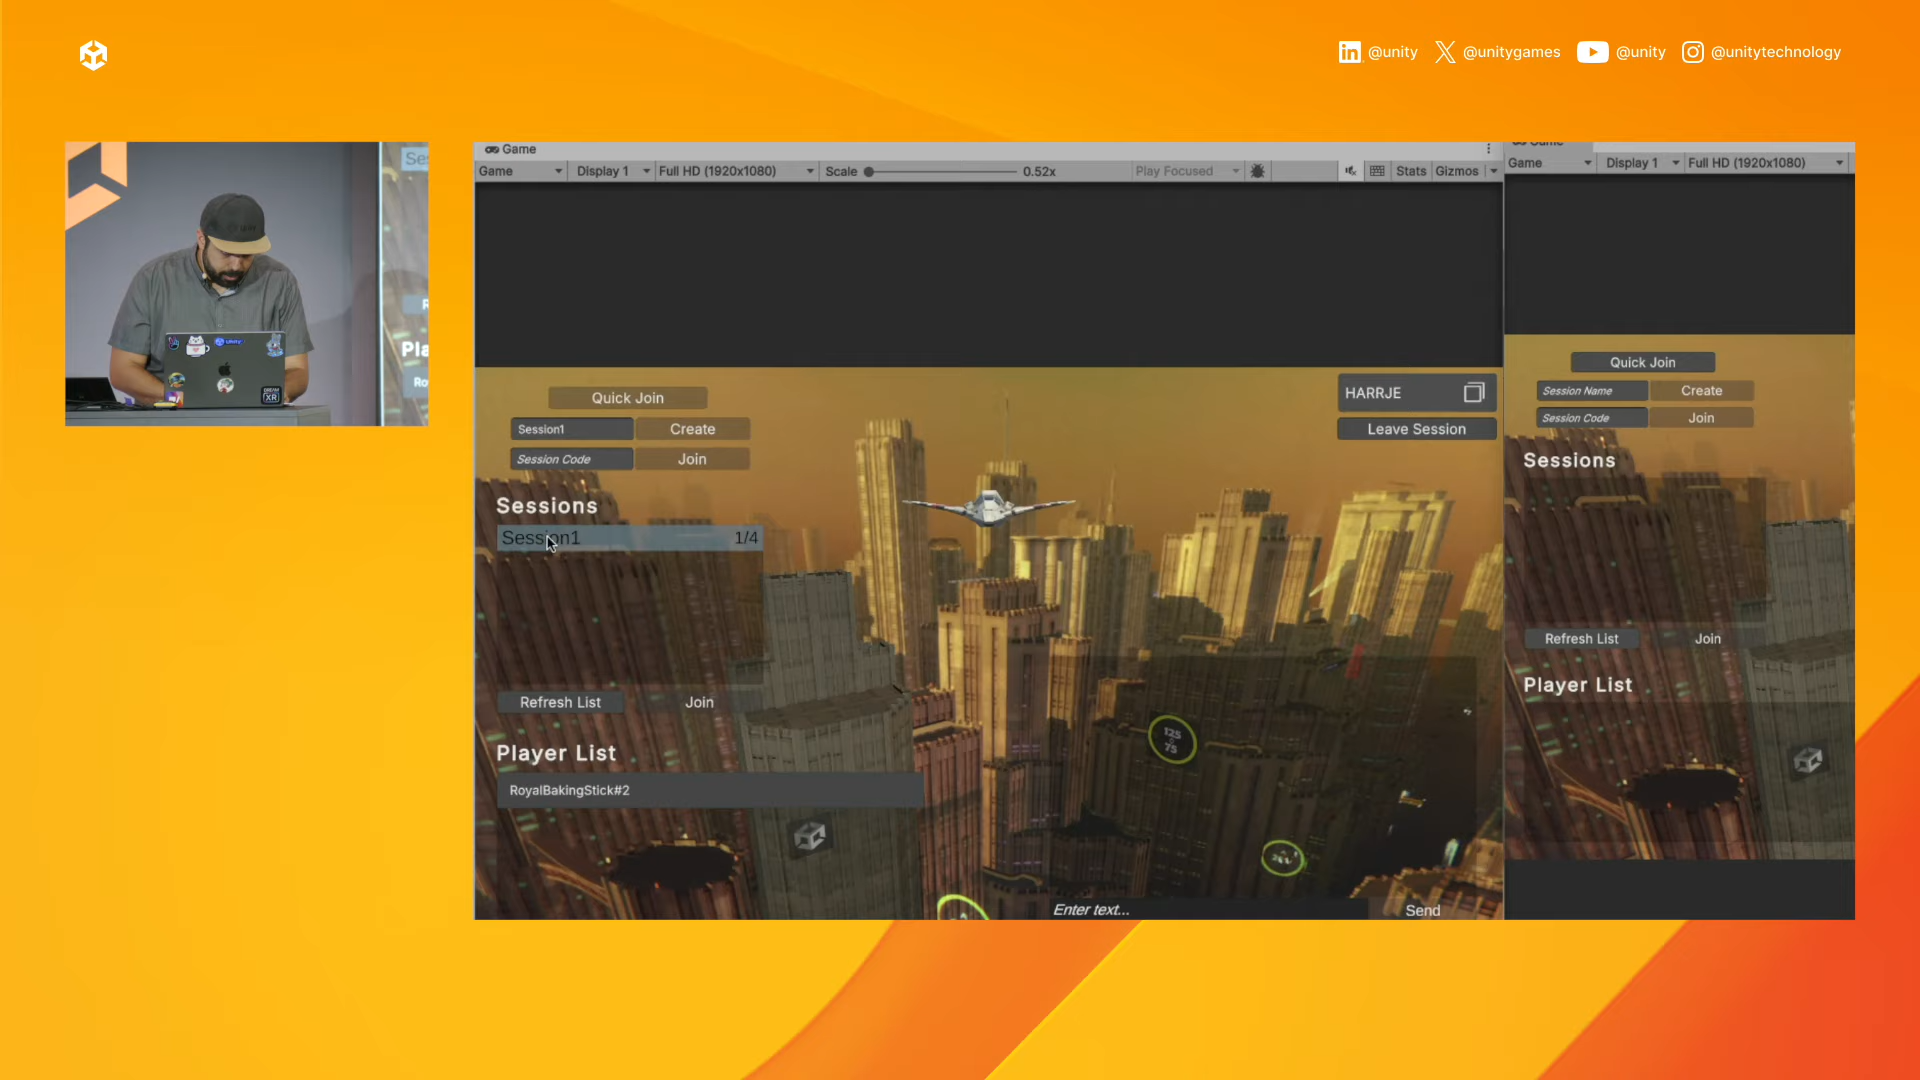 @unity @unitygames @unity @unitytechnology
Game
Game Display 1 Full HD (1920x1080) Scale 0.52x Play Focused Stats Gizmos
Game Display 1 Full HD (1920x1080)
Quick Join
Session1 Create
Session Code Join
HARRJE
Leave Session
Sessions
Session1 1/4
Refresh List Join
Player List
RoyalBakingStick#2
125
75
Enter text... Send
Quick Join
Session Name Create
Session Code Join
Sessions
Refresh List Join
Player List